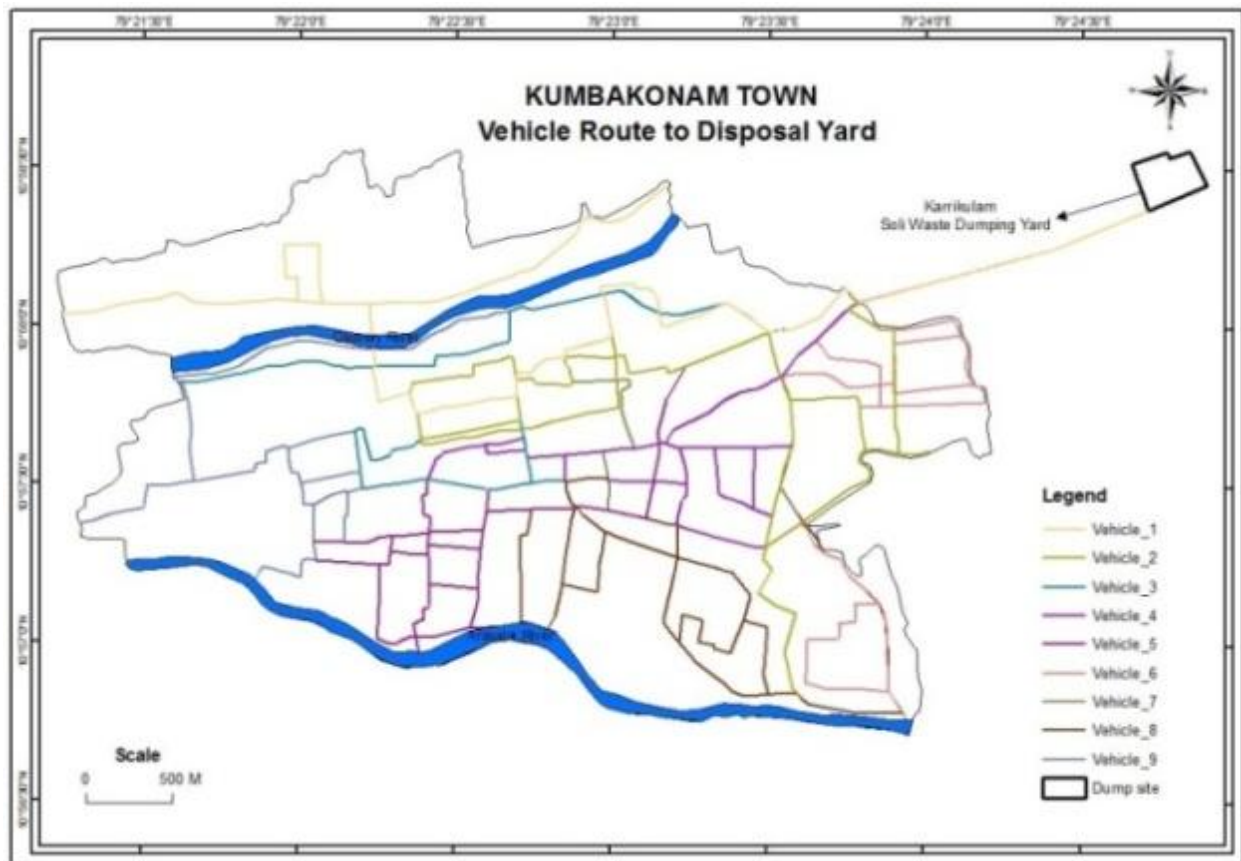 79°21'30"E 79°22'0"E 79°22'30"E 79°23'0"E 79°23'30"E 79°24'0"E 79°24'30"E
KUMBAKONAM TOWN
Vehicle Route to Disposal Yard
Karrikulam
Soli Waste Dumping Yard
River
River
Legend
Vehicle_1
Vehicle_2
Vehicle_3
Vehicle_4
Vehicle_5
Vehicle_6
Vehicle_7
Vehicle_8
Vehicle_9
Dump site
Scale
0 500 M